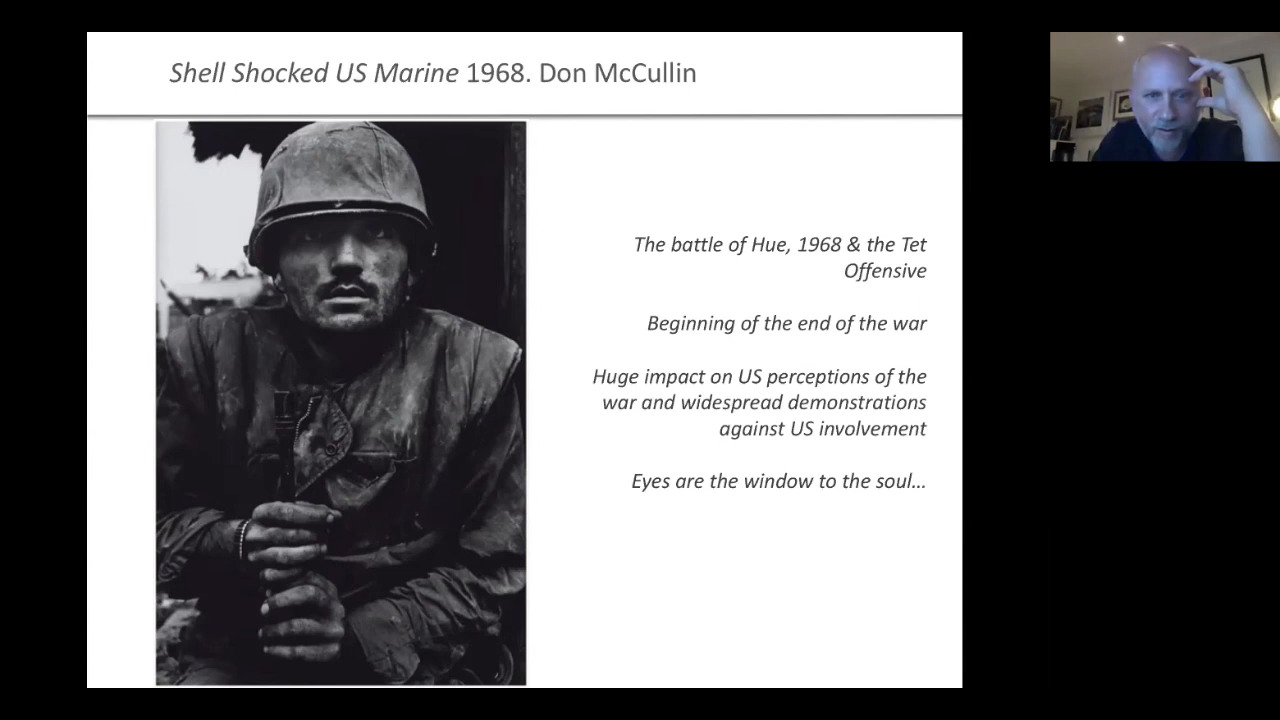 Shell Shocked US Marine 1968. Don McCullin
The battle of Hue, 1968 & the Tet
Offensive
Beginning of the end of the war
Huge impact on US perceptions of the
war and widespread demonstrations
against US involvement
Eyes are the window to the soul...